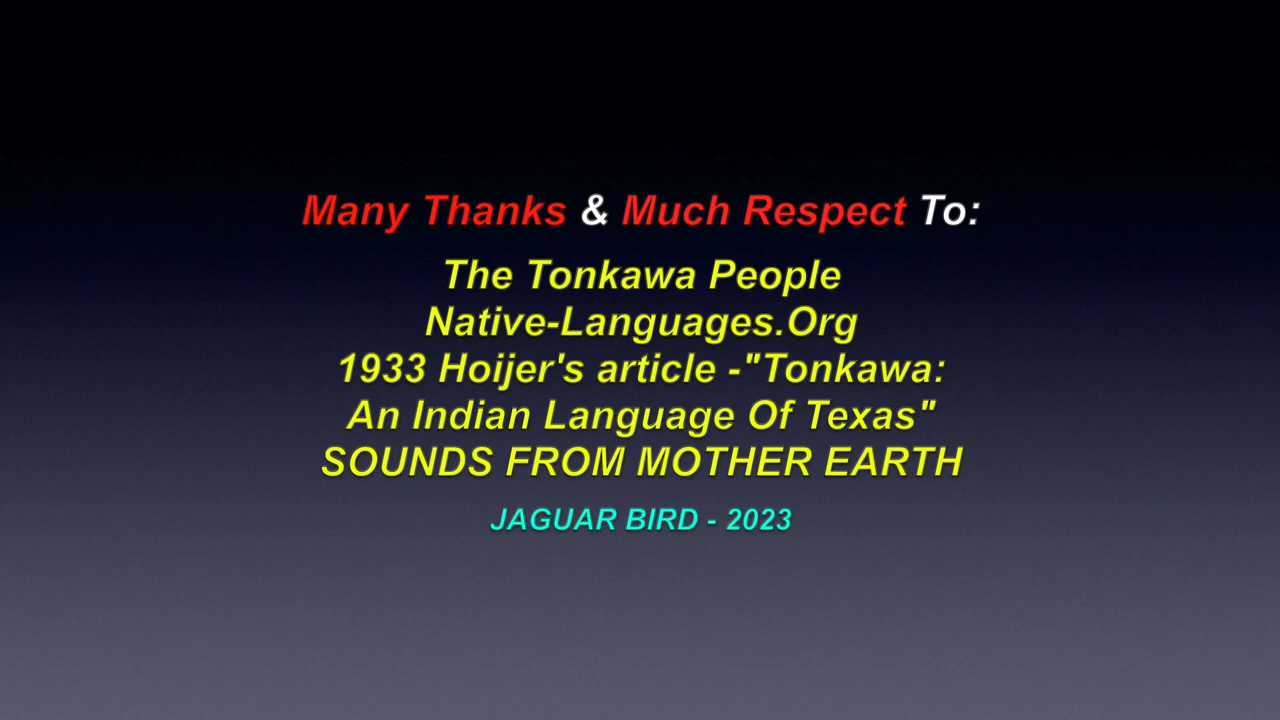 Many Thanks & Much Respect To:
The Tonkawa People
Native-Languages.Org
1933 Hoijer's article -"Tonkawa:
An Indian Language Of Texas"
SOUNDS FROM MOTHER EARTH
JAGUAR BIRD - 2023